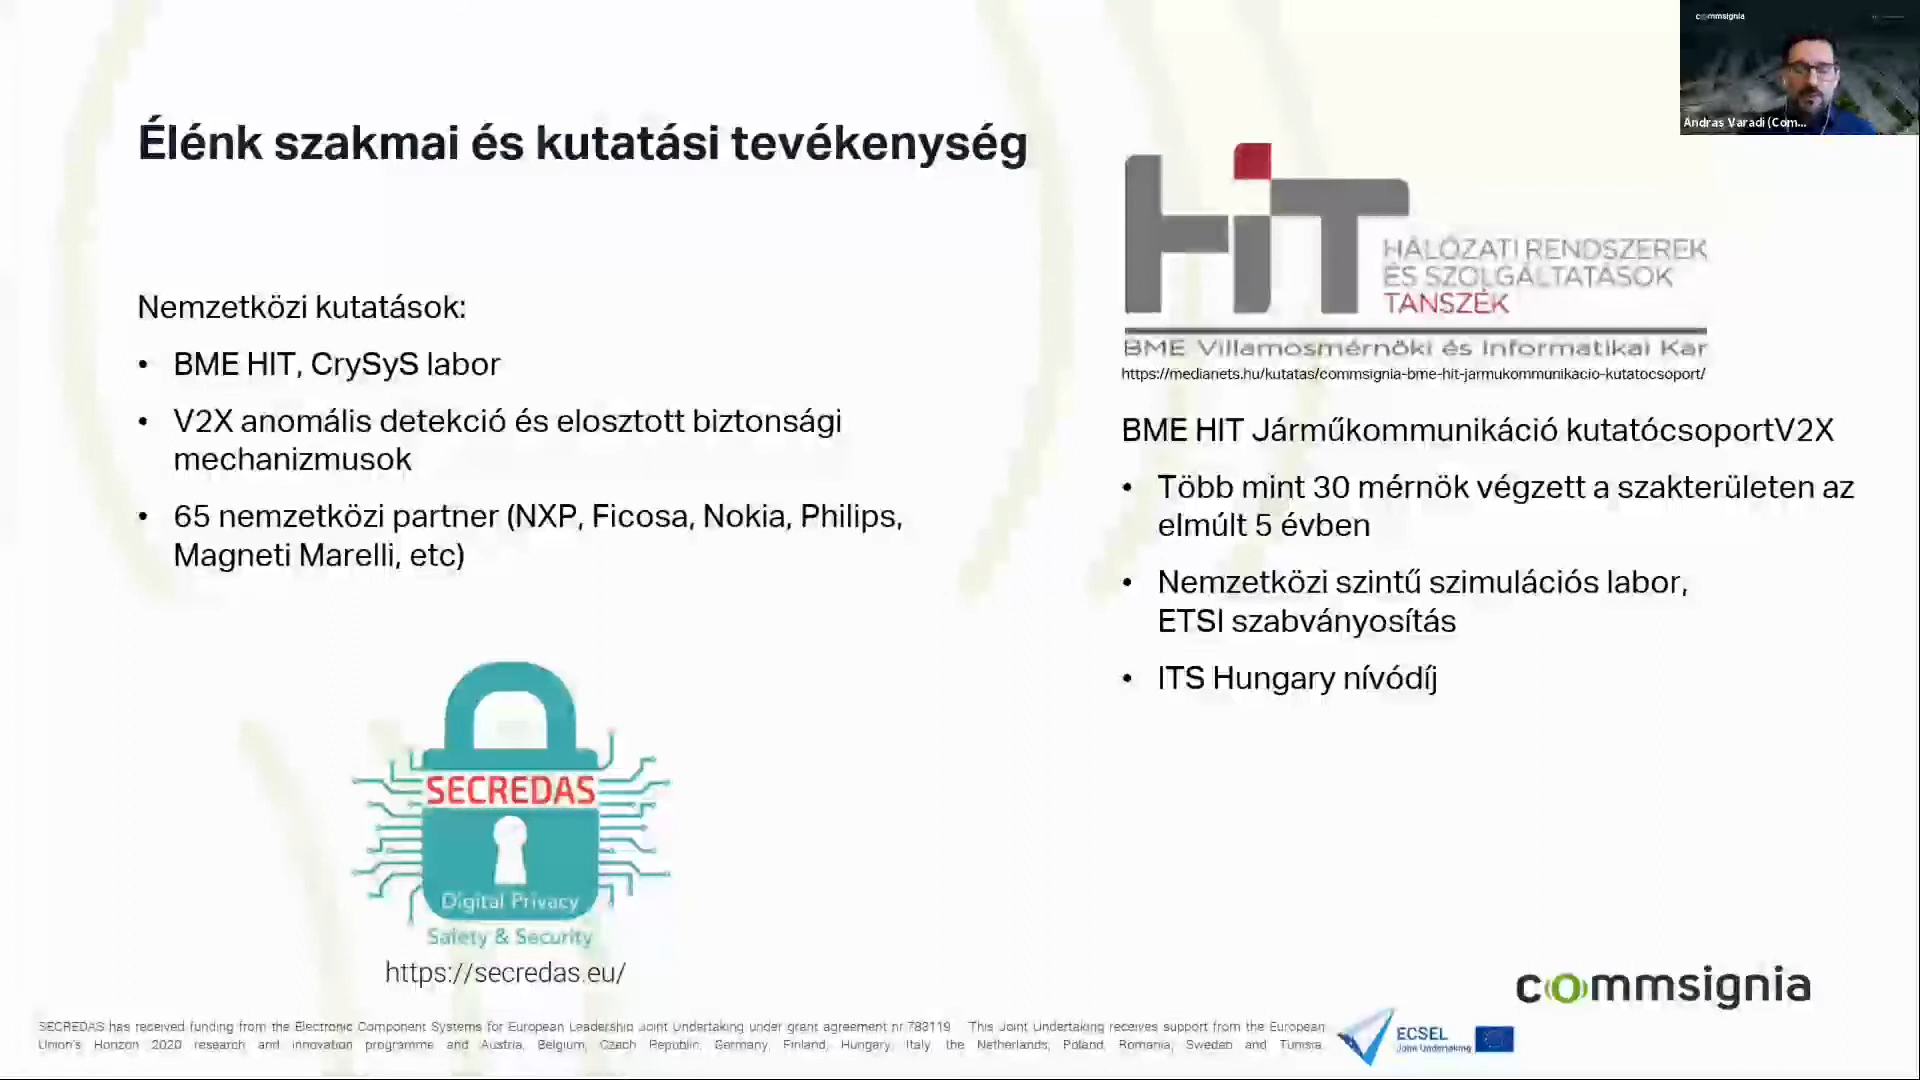 commsignia
Andras Varadi (Com...
Élénk szakmai és kutatási tevékenység
Nemzetközi kutatások:
• BME HIT, CrySyS labor
• V2X anomális detekció és elosztott biztonsági
mechanizmusok
• 65 nemzetközi partner (NXP, Ficosa, Nokia, Philips,
Magneti Marelli, etc)
SECREDAS
Digital Privacy
Safety & Security
https://secredas.eu/
HiT
HÁLÓZATI RENDSZEREK
ÉS SZOLGÁLTATÁSOK
TANSZÉK
BME Villamosmérnöki és Informatikai Kar
https://medianets.hu/kutatas/commsignia-bme-hit-jarmukommunikacio-kutatocsoport/
BME HIT Járműkommunikáció kutatócsoportV2X
• Több mint 30 mérnök végzett a szakterületen az
elmúlt 5 évben
• Nemzetközi szintű szimulációs labor,
ETSI szabványosítás
• ITS Hungary nívódíj
commsignia
SECREDAS has received funding from the Electronic Component Systems for European Leadership Joint Undertaking under grant agreement nr 783119 This Joint Undertaking receives support from the European
Union's Horizon 2020 research and innovation programme and Austria, Belgium, Czech Republic, Germany, Finland, Hungary, Italy, the Netherlands, Poland, Romania, Sweden and Tunisia.
ECSEL
Joint Undertaking